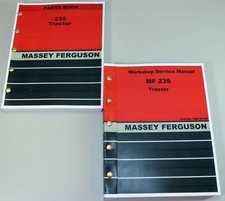 PARTS BOOK
235
Tractor
MASSEY FERGUSON
Workshop Service Manual
MF 235
Tractor
MASSEY FERGUSON